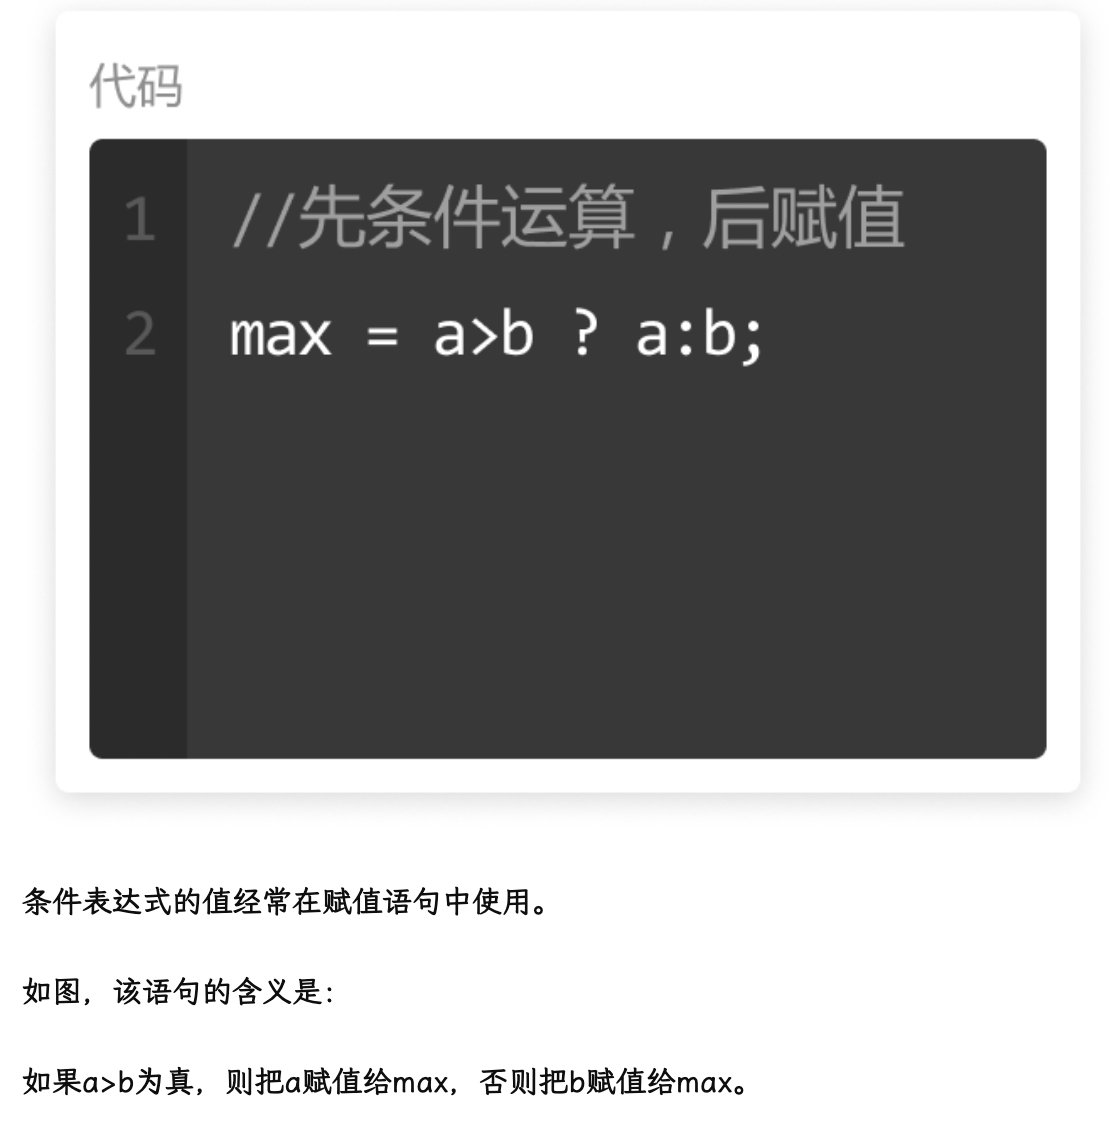 代码
1 //先条件运算，后赋值
2 max = a>b ? a:b;
条件表达式的值经常在赋值语句中使用。
如图，该语句的含义是：
如果a>b为真，则把a赋值给max，否则把b赋值给max。